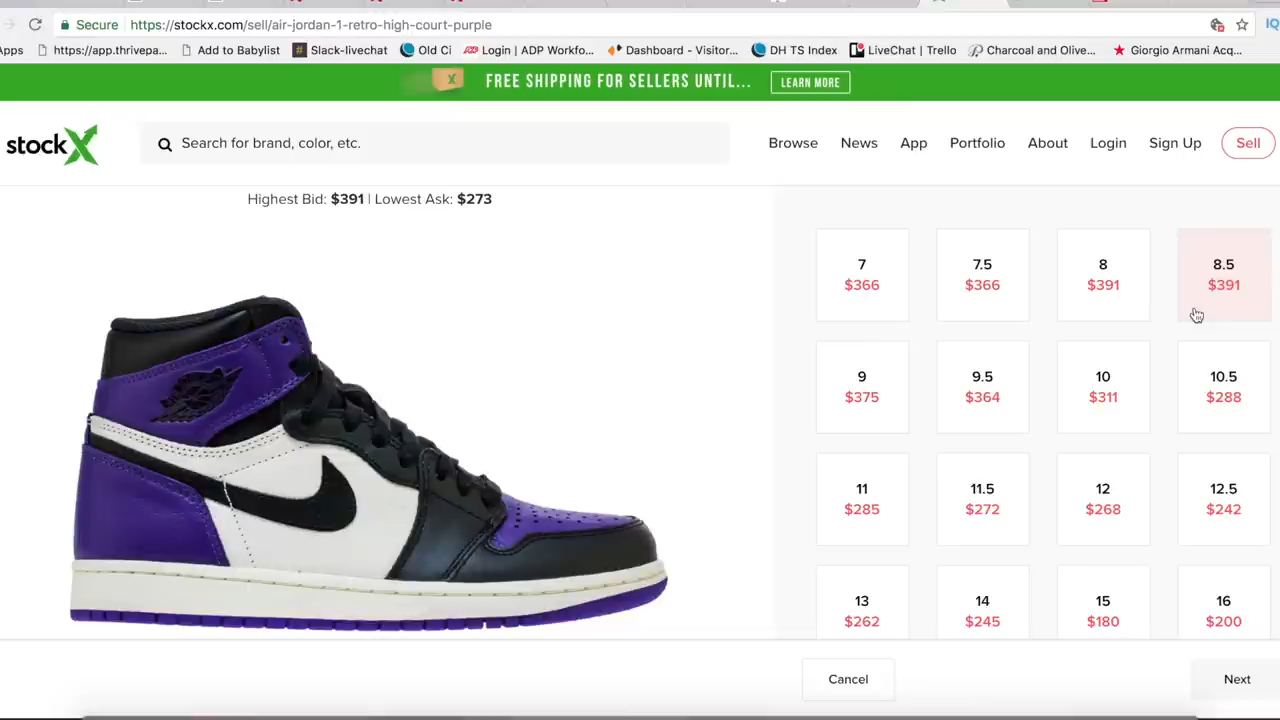 Secure https://stockx.com/sell/air-jordan-1-retro-high-court-purple
Apps https://app.thrivepa... Add to Babylist Slack-livechat Old Ci Login | ADP Workfo... Dashboard - Visitor... DH TS Index LiveChat | Trello Charcoal and Olive... Giorgio Armani Acq...
X FREE SHIPPING FOR SELLERS UNTIL... LEARN MORE
stockX Search for brand, color, etc. Browse News App Portfolio About Login Sign Up Sell
Highest Bid: $391 | Lowest Ask: $273
7 7.5 8 8.5
$366 $366 $391 $391
9 9.5 10 10.5
$375 $364 $311 $288
11 11.5 12 12.5
$285 $272 $268 $242
13 14 15 16
$262 $245 $180 $200
Cancel Next